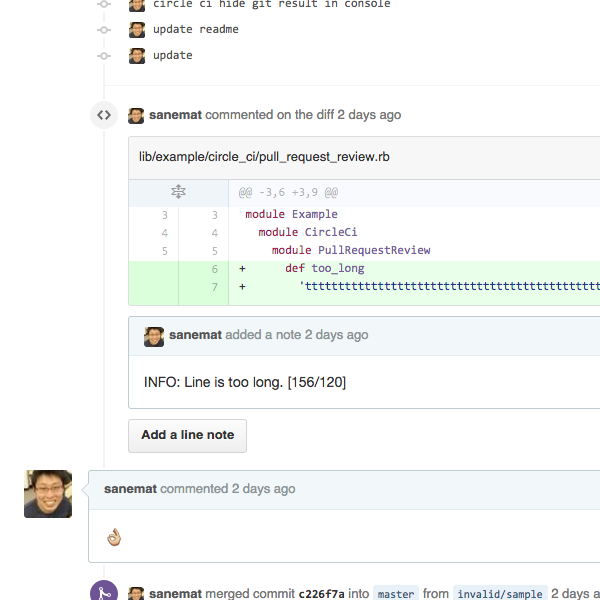 circle ci hide git result in console
update readme
update
<> sanemat commented on the diff 2 days ago
lib/example/circle_ci/pull_request_review.rb
@@ -3,6 +3,9 @@
3 3 module Example
4 4 module CircleCi
5 5 module PullRequestReview
6 + def too_long
7 + 'tttttttttttttttttttttttttttttttttttttttttttttt
sanemat added a note 2 days ago
INFO: Line is too long. [156/120]
Add a line note
sanemat commented 2 days ago
👌
sanemat merged commit c226f7a into master from invalid/sample 2 days a